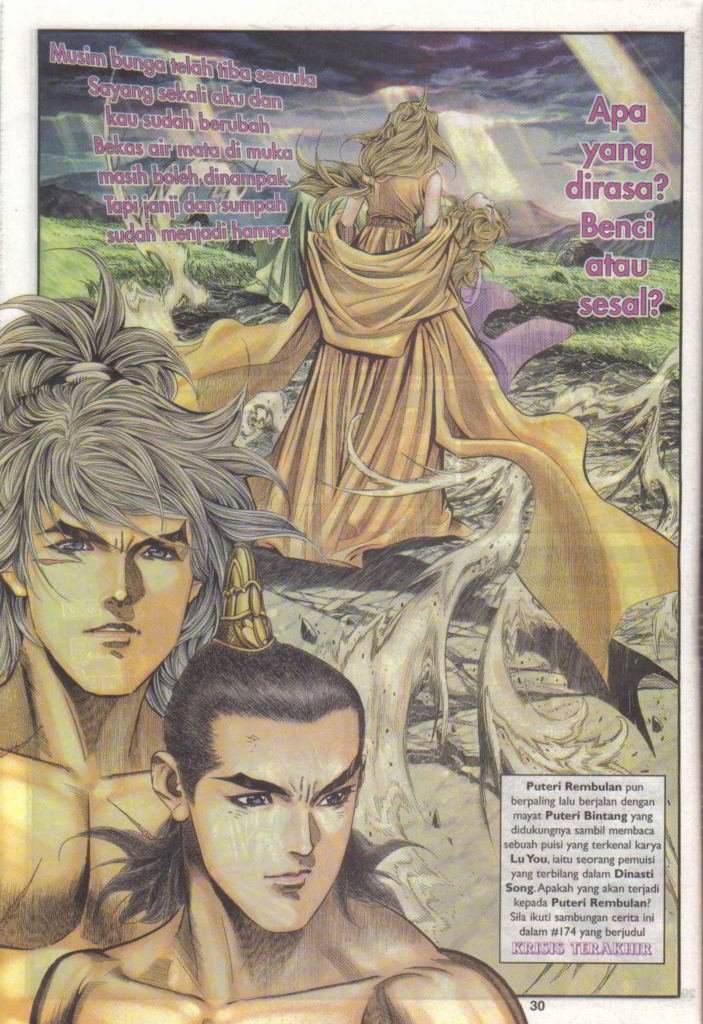 Musim bunga telah tiba semula
Sayang sekali aku dan
kau sudah berubah
Bekas air mata di muka
masih boleh dinampak
Tapi janji dan sumpah
sudah menjadi hampa
Apa
yang
dirasa?
Benci
atau
sesal?
Puteri Rembulan pun
berpaling lalu berjalan dengan
mayat Puteri Bintang yang
didukungnya sambil membaca
sebuah puisi yang terkenal karya
Lu You, iaitu seorang pemuisi
yang terbilang dalam Dinasti
Song. Apakah yang akan terjadi
kepada Puteri Rembulan?
Sila ikuti sambungan cerita ini
dalam #174 yang berjudul
KRISIS TERAKHIR
30